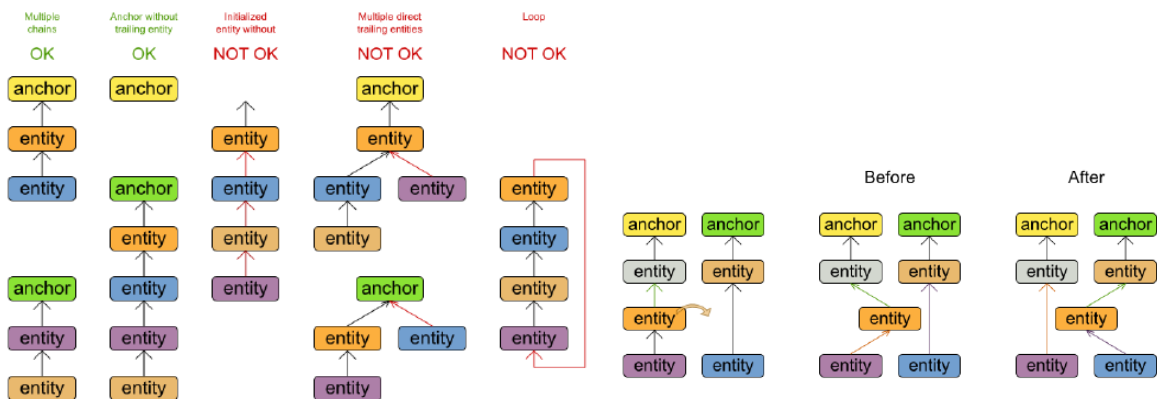 Multiple
chains
OK
anchor
entity
entity
anchor
entity
entity
Anchor without
trailing entity
OK
anchor
anchor
entity
entity
entity
entity
Initialized
entity without
NOT OK
entity
entity
entity
entity
Multiple direct
trailing entities
NOT OK
anchor
entity
entity entity
entity
anchor
entity entity
entity
Loop
NOT OK
entity
entity
entity
entity
anchor anchor
entity entity
entity
entity entity
Before
anchor anchor
entity entity
entity
entity entity
After
anchor anchor
entity entity
entity
entity entity